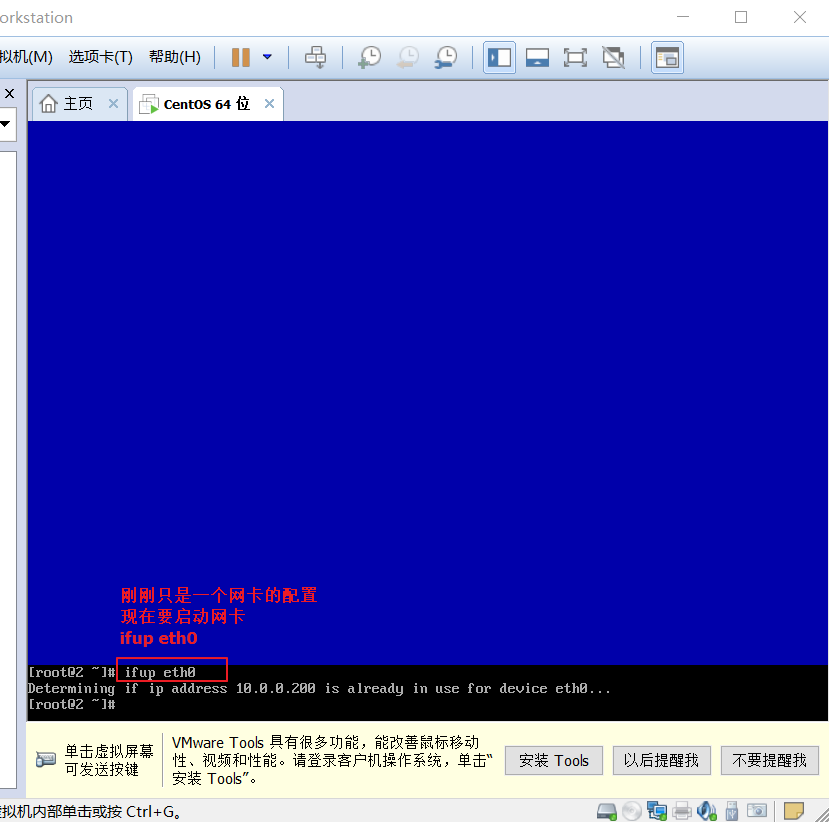 orkstation
拟机(M) 选项卡(T) 帮助(H)
主页
CentOS 64 位
刚刚只是一个网卡的配置
现在要启动网卡
ifup eth0
[root@2 ~]# ifup eth0
Determining if ip address 10.0.0.200 is already in use for device eth0...
[root@2 ~]#
单击虚拟屏幕
可发送按键
VMware Tools 具有很多功能，能改善鼠标移动
性、视频和性能。请登录客户机操作系统，单击“
安装 Tools”。
安装 Tools
以后提醒我
不要提醒我
虚拟机内部单击或按 Ctrl+G。